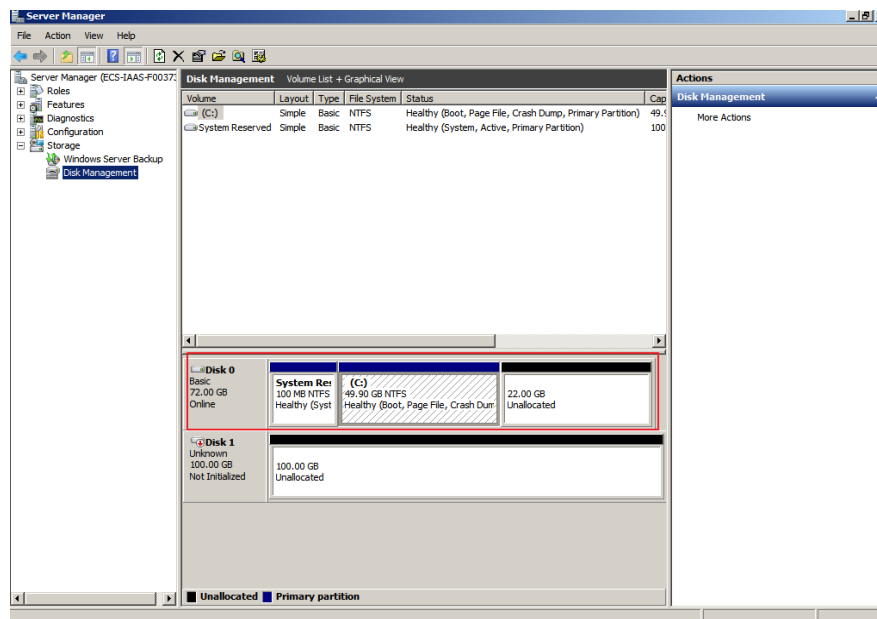 Server Manager
File Action View Help
Server Manager (ECS-IAAS-F0037:
Roles
Features
Diagnostics
Configuration
Storage
Windows Server Backup
Disk Management
Disk Management Volume List + Graphical View
Volume Layout Type File System Status Cap
(C:) Simple Basic NTFS Healthy (Boot, Page File, Crash Dump, Primary Partition) 49.9
System Reserved Simple Basic NTFS Healthy (System, Active, Primary Partition) 100
Disk 0
Basic
72.00 GB
Online
System Res
100 MB NTFS
Healthy (Syst
(C:)
49.90 GB NTFS
Healthy (Boot, Page File, Crash Dum
22.00 GB
Unallocated
Disk 1
Unknown
100.00 GB
Not Initialized
100.00 GB
Unallocated
Unallocated Primary partition
Actions
Disk Management
More Actions